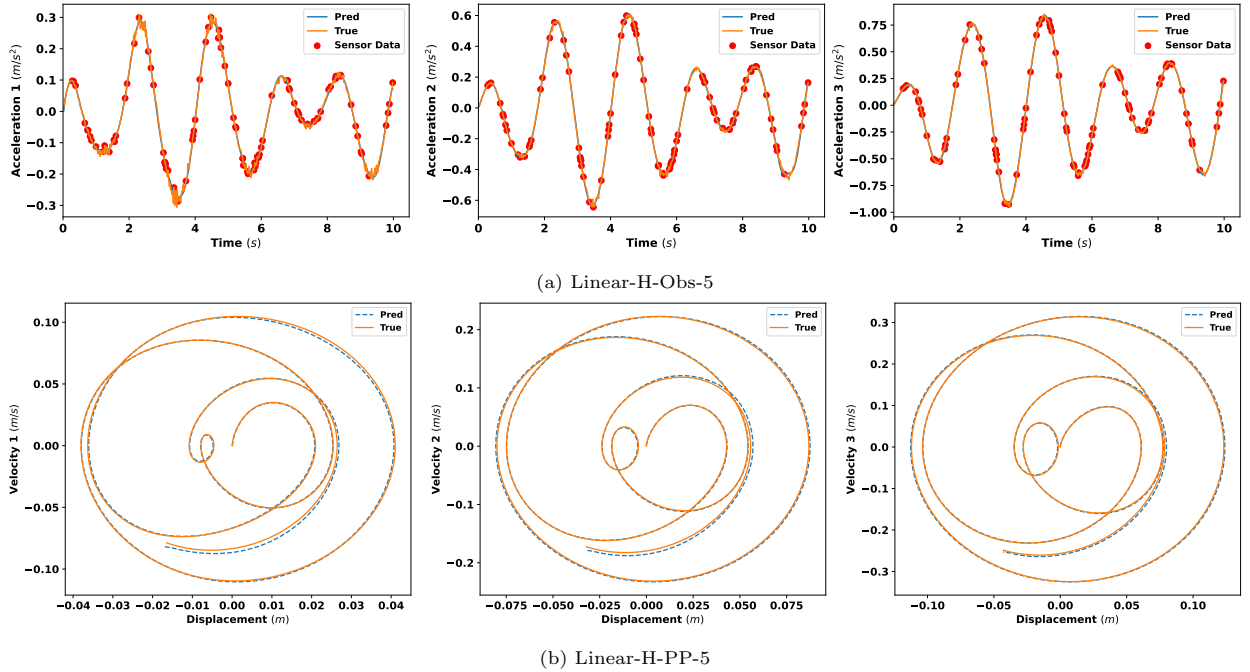 Acceleration 1 (m/s²)
0.3
0.2
0.1
0.0
−0.1
−0.2
−0.3
Pred
True
Sensor Data
0 2 4 6 8 10
Time (s)
Acceleration 2 (m/s²)
0.6
0.4
0.2
0.0
−0.2
−0.4
−0.6
Pred
True
Sensor Data
0 2 4 6 8 10
Time (s)
Acceleration 3 (m/s²)
0.75
0.50
0.25
0.00
−0.25
−0.50
−0.75
−1.00
Pred
True
Sensor Data
0 2 4 6 8 10
Time (s)
(a) Linear-H-Obs-5
Velocity 1 (m/s)
0.10
0.05
0.00
−0.05
−0.10
Pred
True
−0.04 −0.03 −0.02 −0.01 0.00 0.01 0.02 0.03 0.04
Displacement (m)
Velocity 2 (m/s)
0.2
0.1
0.0
−0.1
−0.2
Pred
True
−0.075 −0.050 −0.025 0.000 0.025 0.050 0.075
Displacement (m)
Velocity 3 (m/s)
0.3
0.2
0.1
0.0
−0.1
−0.2
−0.3
Pred
True
−0.10 −0.05 0.00 0.05 0.10
Displacement (m)
(b) Linear-H-PP-5